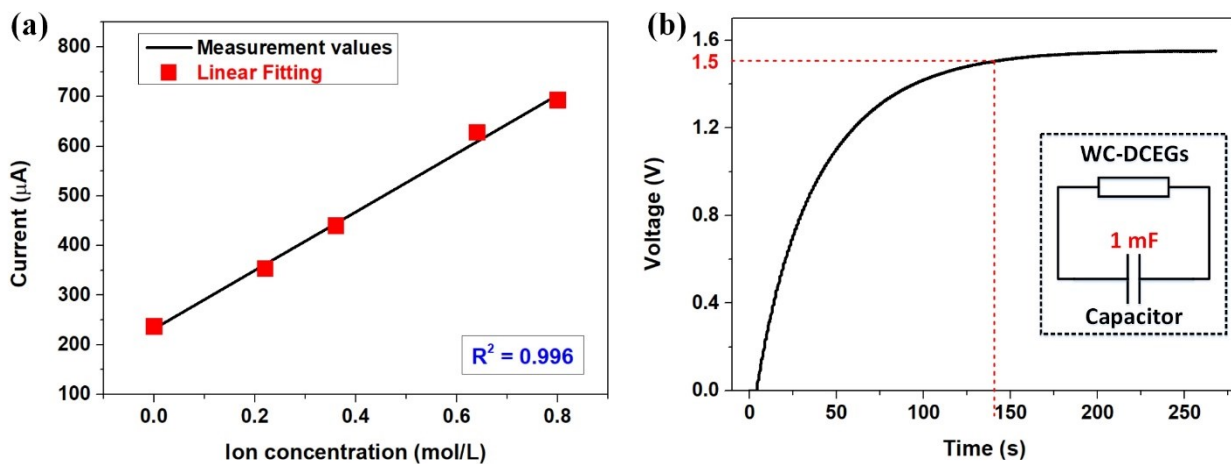 (a)
800
700
600
500
400
300
200
100
Current (μA)
Measurement values
Linear Fitting
R² = 0.996
0.0 0.2 0.4 0.6 0.8
Ion concentration (mol/L)
(b)
1.6
1.5
1.2
0.8
0.4
0.0
Voltage (V)
WC-DCEGs
1 mF
Capacitor
0 50 100 150 200 250
Time (s)